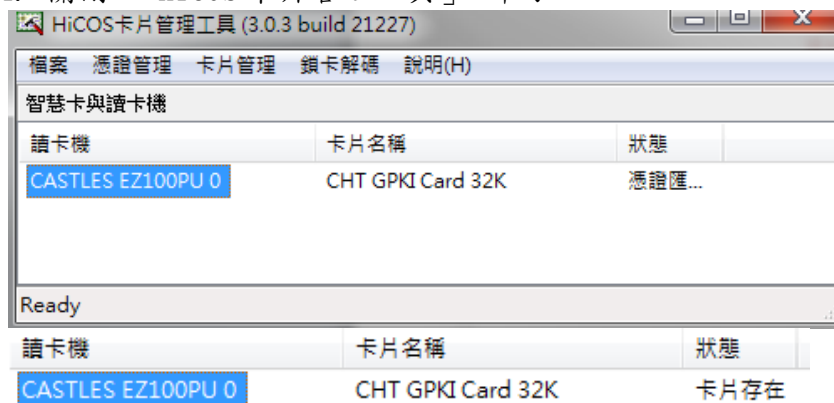 HiCOS卡片管理工具 (3.0.3 build 21227)
檔案 憑證管理 卡片管理 鎖卡解碼 說明(H)
智慧卡與讀卡機
讀卡機 卡片名稱 狀態
CASTLES EZ100PU 0 CHT GPKI Card 32K 憑證匯...
Ready
讀卡機 卡片名稱 狀態
CASTLES EZ100PU 0 CHT GPKI Card 32K 卡片存在